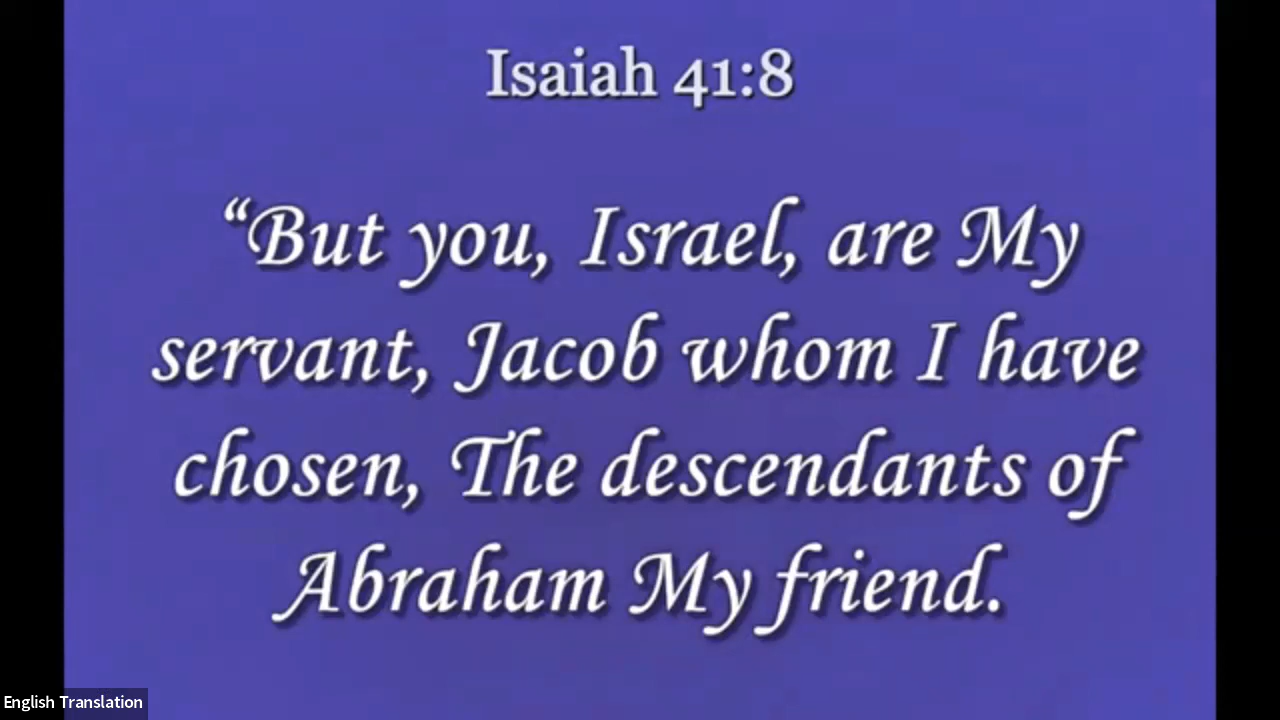 Isaiah 41:8
“But you, Israel, are My
servant, Jacob whom I have
chosen, The descendants of
Abraham My friend.
English Translation